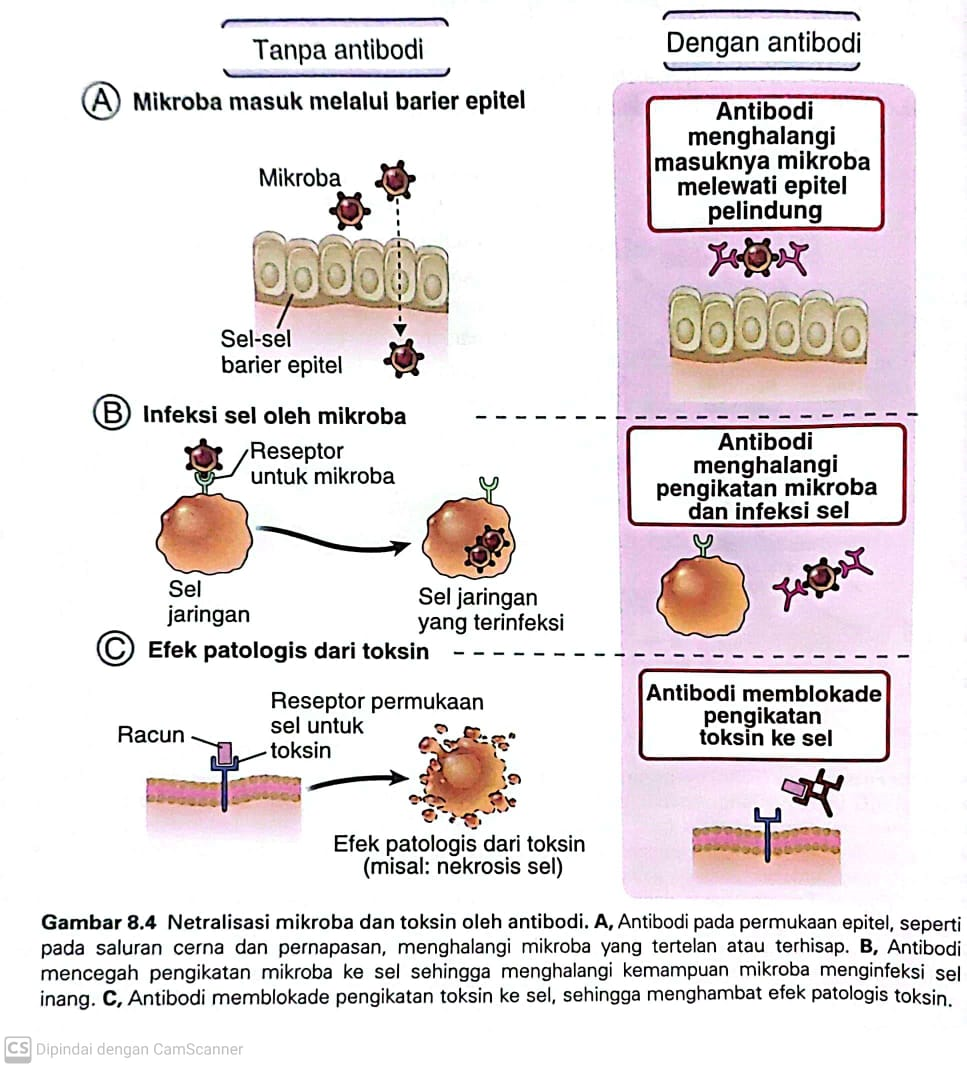 Tanpa antibodi
Dengan antibodi
A Mikroba masuk melalui barier epitel
Antibodi
menghalangi
masuknya mikroba
melewati epitel
pelindung
Mikroba
Sel-sel
barier epitel
B Infeksi sel oleh mikroba
Antibodi
menghalangi
pengikatan mikroba
dan infeksi sel
Reseptor
untuk mikroba
Sel
jaringan
Sel jaringan
yang terinfeksi
C Efek patologis dari toksin
Antibodi memblokade
pengikatan
toksin ke sel
Racun
Reseptor permukaan
sel untuk
toksin
Efek patologis dari toksin
(misal: nekrosis sel)
Gambar 8.4 Netralisasi mikroba dan toksin oleh antibodi. A, Antibodi pada permukaan epitel, seperti
pada saluran cerna dan pernapasan, menghalangi mikroba yang tertelan atau terhisap. B, Antibodi
mencegah pengikatan mikroba ke sel sehingga menghalangi kemampuan mikroba menginfeksi sel
inang. C, Antibodi memblokade pengikatan toksin ke sel, sehingga menghambat efek patologis toksin.
CS Dipindai dengan CamScanner